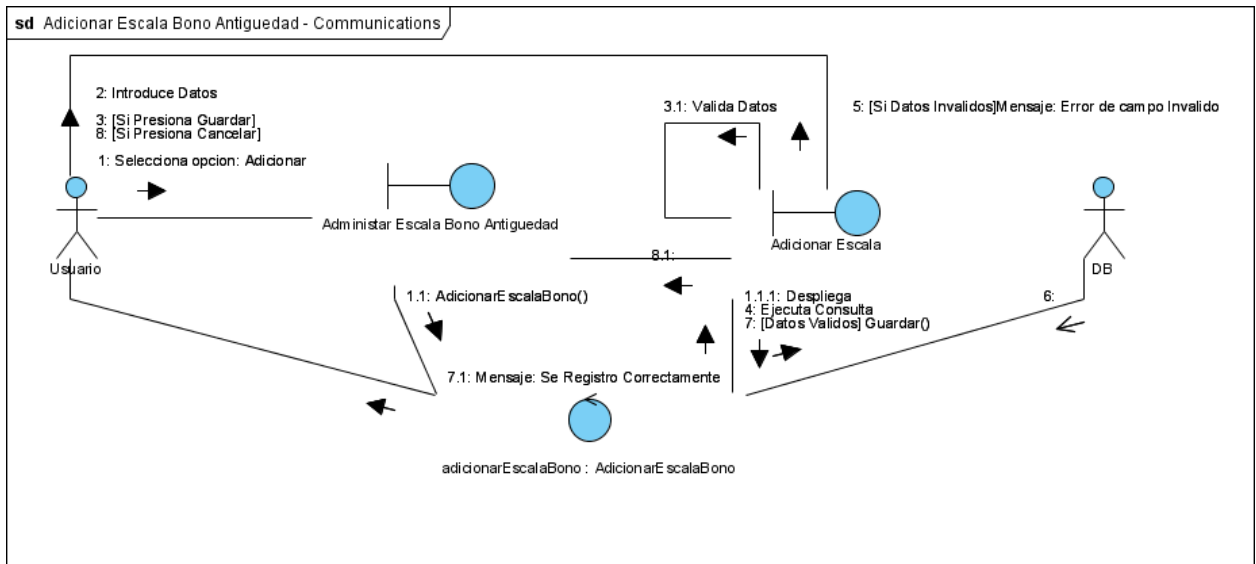 sd Adicionar Escala Bono Antiguedad - Communications
2: Introduce Datos
3: [Si Presiona Guardar]
8: [Si Presiona Cancelar]
1: Selecciona opcion: Adicionar
3.1: Valida Datos
5: [Si Datos Invalidos]Mensaje: Error de campo Invalido
Administar Escala Bono Antiguedad
Adicionar Escala
Usuario
8.1:
DB
1.1: AdicionarEscalaBono()
1.1.1: Despliega
4: Ejecuta Consulta
7: [Datos Validos] Guardar()
6:
7.1: Mensaje: Se Registro Correctamente
adicionarEscalaBono : AdicionarEscalaBono